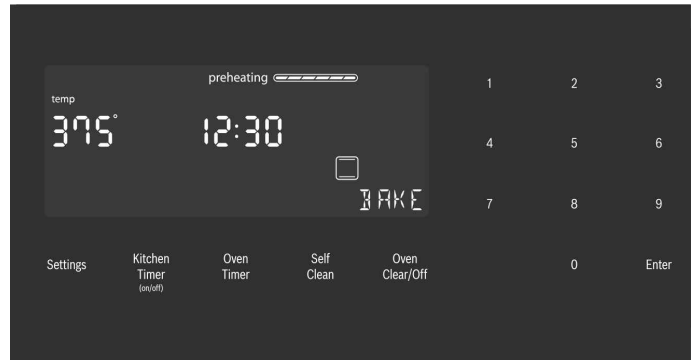 preheating
temp
375° 12:30
BAKE
1 2 3
4 5 6
7 8 9
0 Enter
Settings
Kitchen
Timer
(on/off)
Oven
Timer
Self
Clean
Oven
Clear/Off